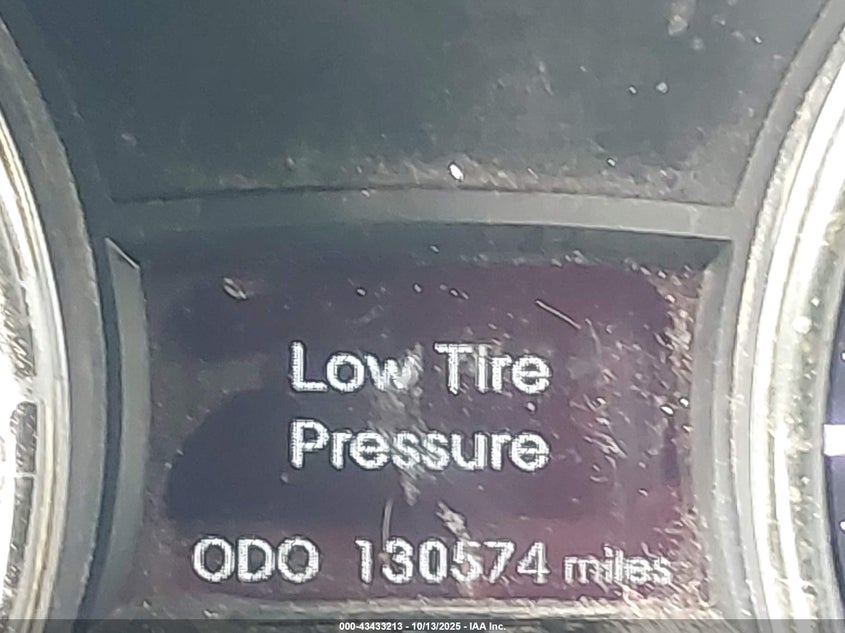 Low Tire
Pressure
ODO 130574 miles
000-43433213 - 10/13/2025 - IAA Inc.